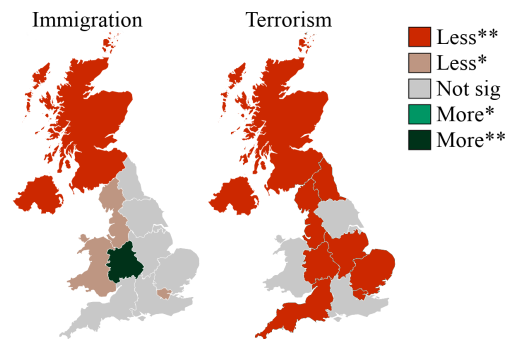 Immigration
Terrorism
Less**
Less*
Not sig
More*
More**